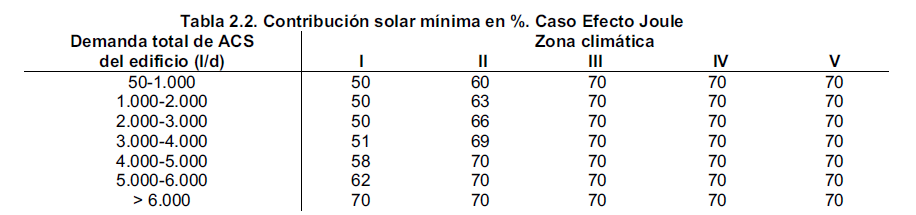 Tabla 2.2. Contribución solar mínima en %. Caso Efecto Joule
Demanda total de ACS Zona climática
del edificio (l/d) I II III IV V
50-1.000 50 60 70 70 70
1.000-2.000 50 63 70 70 70
2.000-3.000 50 66 70 70 70
3.000-4.000 51 69 70 70 70
4.000-5.000 58 70 70 70 70
5.000-6.000 62 70 70 70 70
> 6.000 70 70 70 70 70